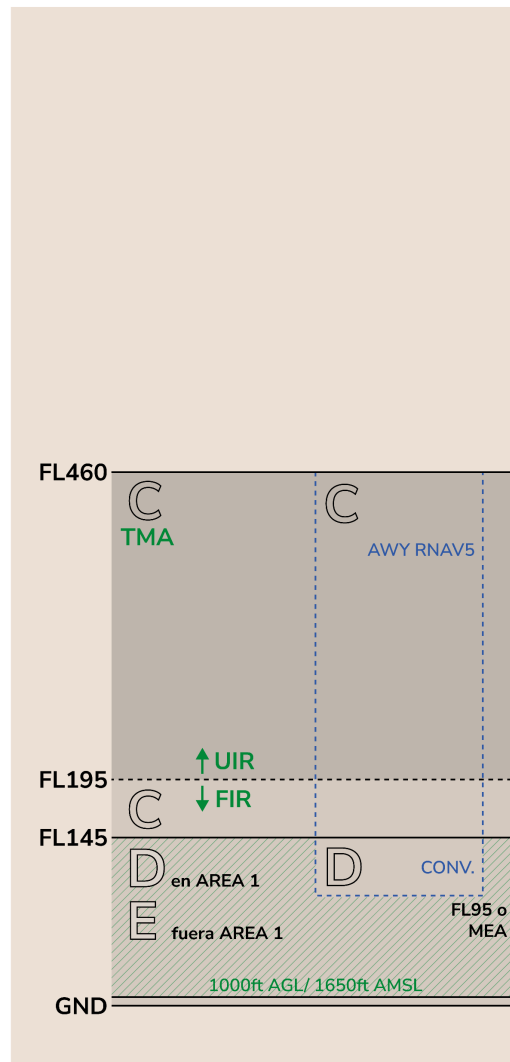 FL460
C
C
TMA
AWY RNAV5
UIR
FL195
FIR
C
FL145
D en AREA 1
D
CONV.
E fuera AREA 1
FL95 o
MEA
1000ft AGL/ 1650ft AMSL
GND